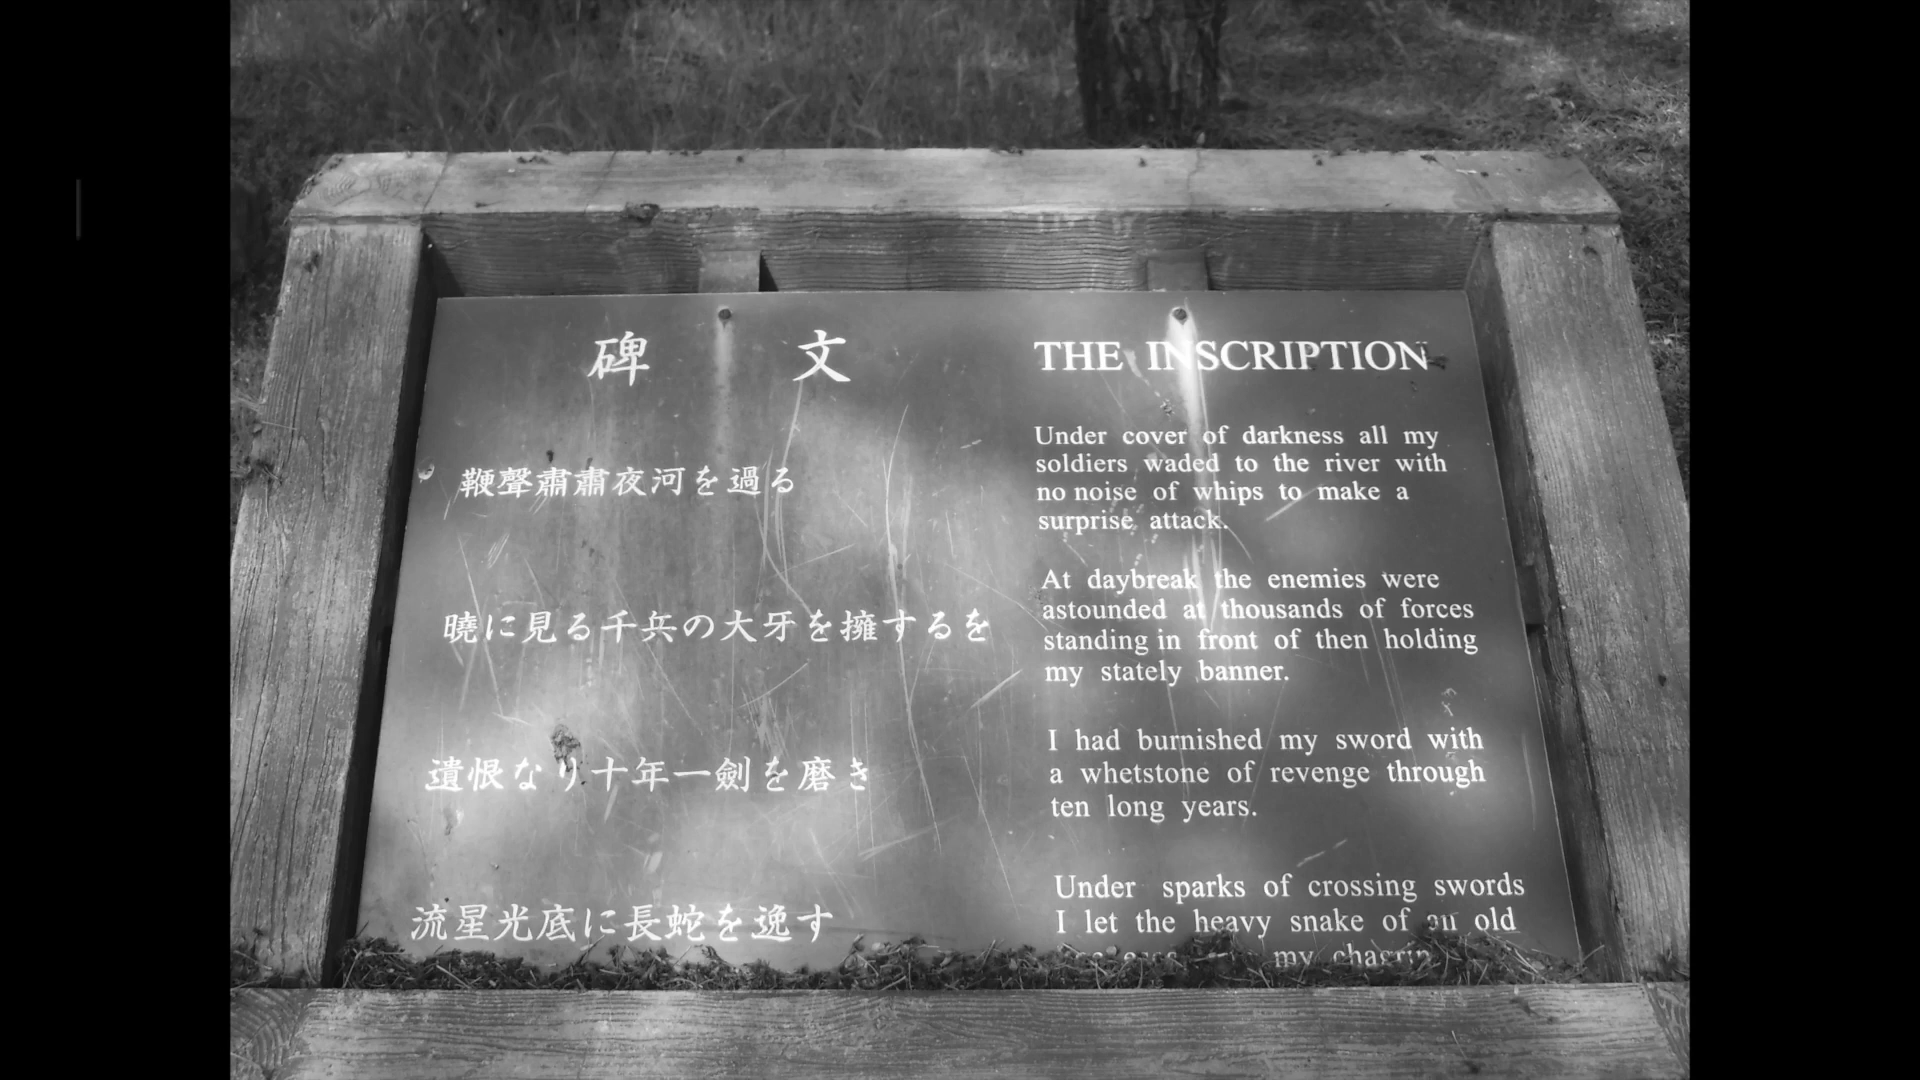 碑 文
鞭聲肅肅夜河を過る
曉に見る千兵の大牙を擁するを
遺恨なり十年一劍を磨き
流星光底に長蛇を逸す
THE INSCRIPTION
Under cover of darkness all my
soldiers waded to the river with
no noise of whips to make a
surprise attack.
At daybreak the enemies were
astounded at thousands of forces
standing in front of then holding
my stately banner.
I had burnished my sword with
a whetstone of revenge through
ten long years.
Under sparks of crossing swords
I let the heavy snake of an old
my chagrin